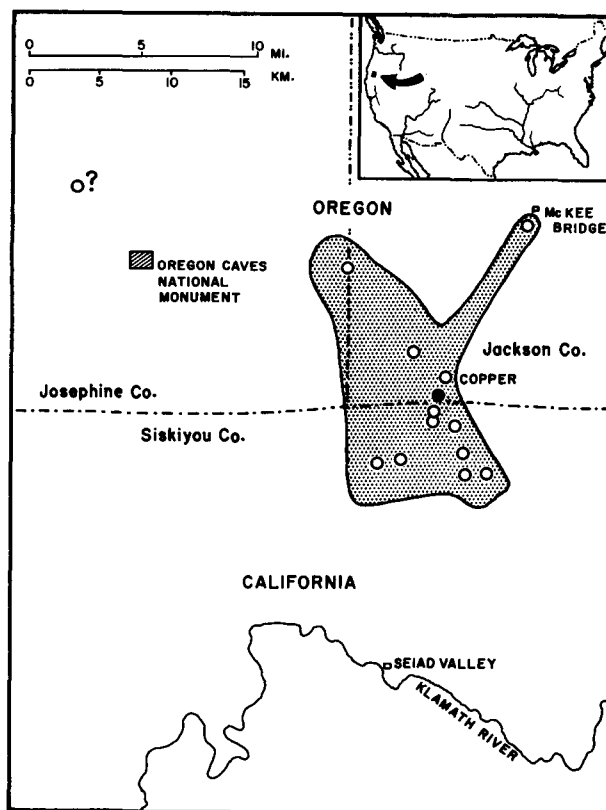 0 5 10 MI.
0 5 10 15 KM.
?
OREGON
McKEE
BRIDGE
OREGON CAVES
NATIONAL
MONUMENT
Jackson Co.
COPPER
Josephine Co.
Siskiyou Co.
CALIFORNIA
SEIAD VALLEY
KLAMATH RIVER